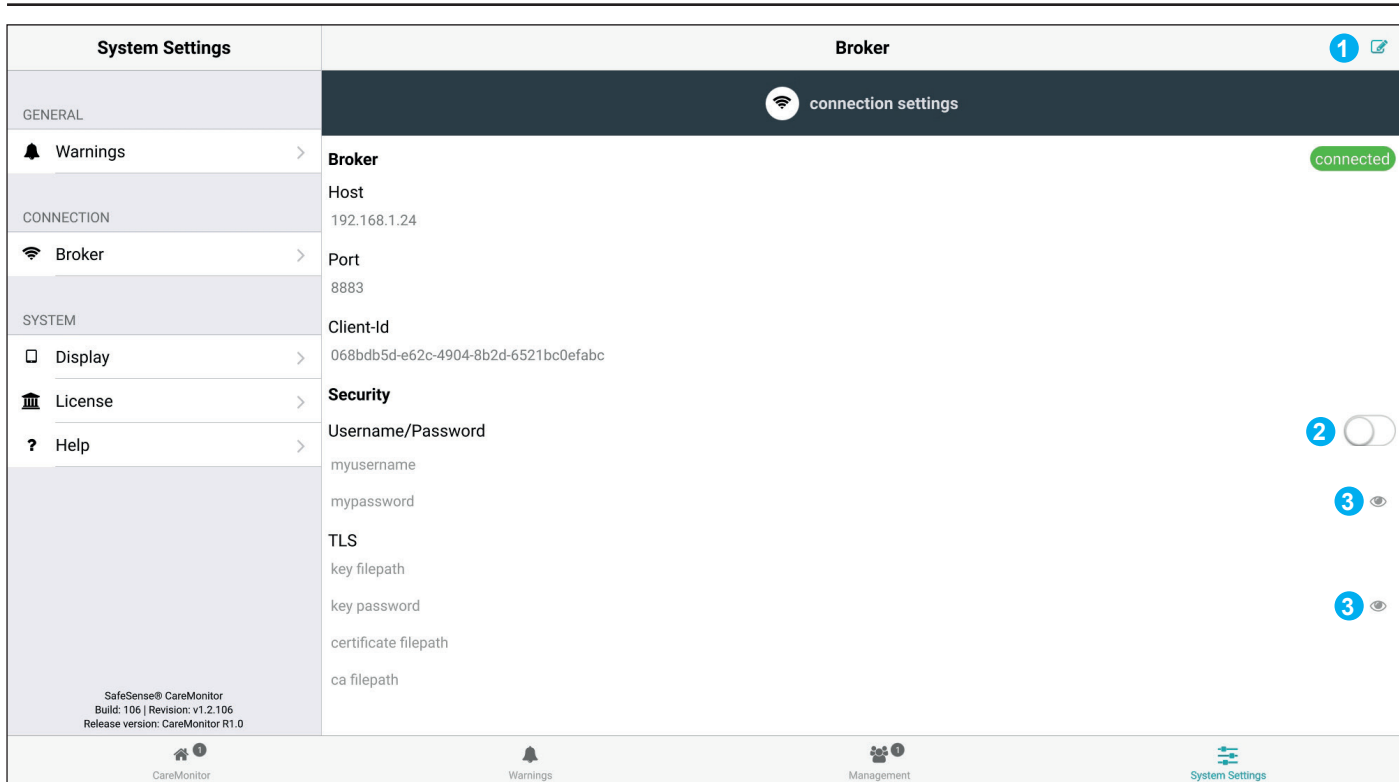 System Settings
Broker
1
connection settings
GENERAL
Warnings
CONNECTION
Broker
SYSTEM
Display
License
Help
SafeSense® CareMonitor
Build: 106 | Revision: v1.2.106
Release version: CareMonitor R1.0
Broker
connected
Host
192.168.1.24
Port
8883
Client-Id
068bdb5d-e62c-4904-8b2d-6521bc0efabc
Security
Username/Password
2
myusername
mypassword
3
TLS
key filepath
key password
3
certificate filepath
ca filepath
1
CareMonitor
Warnings
1
Management
System Settings